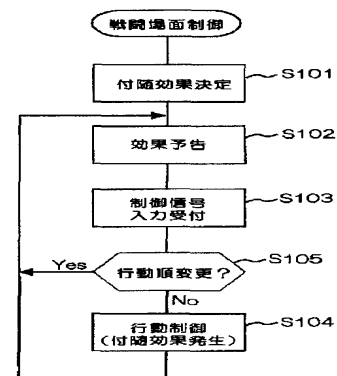 戦闘場面制御
付随効果決定
S101
効果予告
S102
制御信号
入力受付
S103
行動順変更？
S105
Yes
No
行動制御
(付随効果発生)
S104